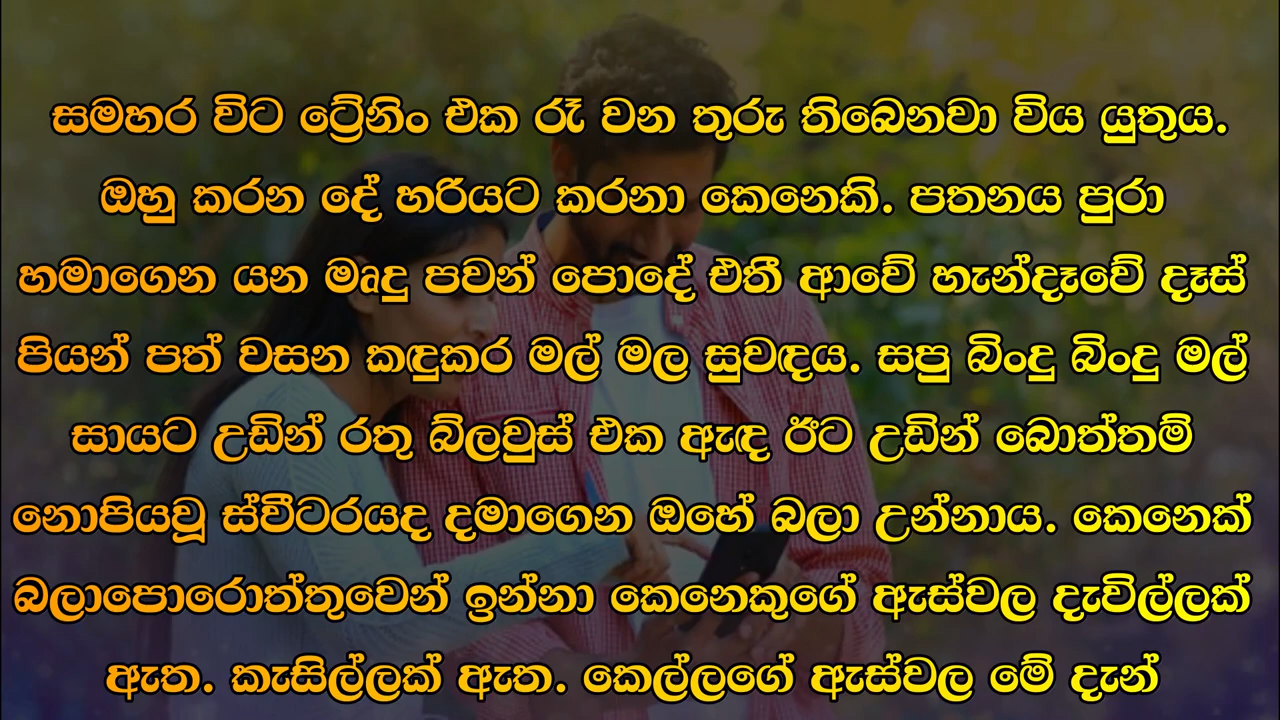 සමහර විට ට්‍රේනිං එක රෑ වන තුරු තිබෙනවා විය යුතුය.
ඔහු කරන දේ හරියට කරනා කෙනෙකි. පතනය පුරා
හමාගෙන යන මෘදු පවන් පොදේ එතී ආවේ හැන්දෑවේ දෑස්
පියන් පත් වසන කඳුකර මල් මල සුවඳය. සපු බිංදු බිංදු මල්
සායට උඩින් රතු බ්ලවුස් එක ඇඳ ඊට උඩින් බොත්තම්
නොපියවූ ස්වීටරයද දමාගෙන ඔහේ බලා උන්නාය. කෙනෙක්
බලාපොරොත්තුවෙන් ඉන්නා කෙනෙකුගේ ඇස්වල දැවිල්ලක්
ඇත. කැසිල්ලක් ඇත. කෙල්ලගේ ඇස්වල මේ දැන්